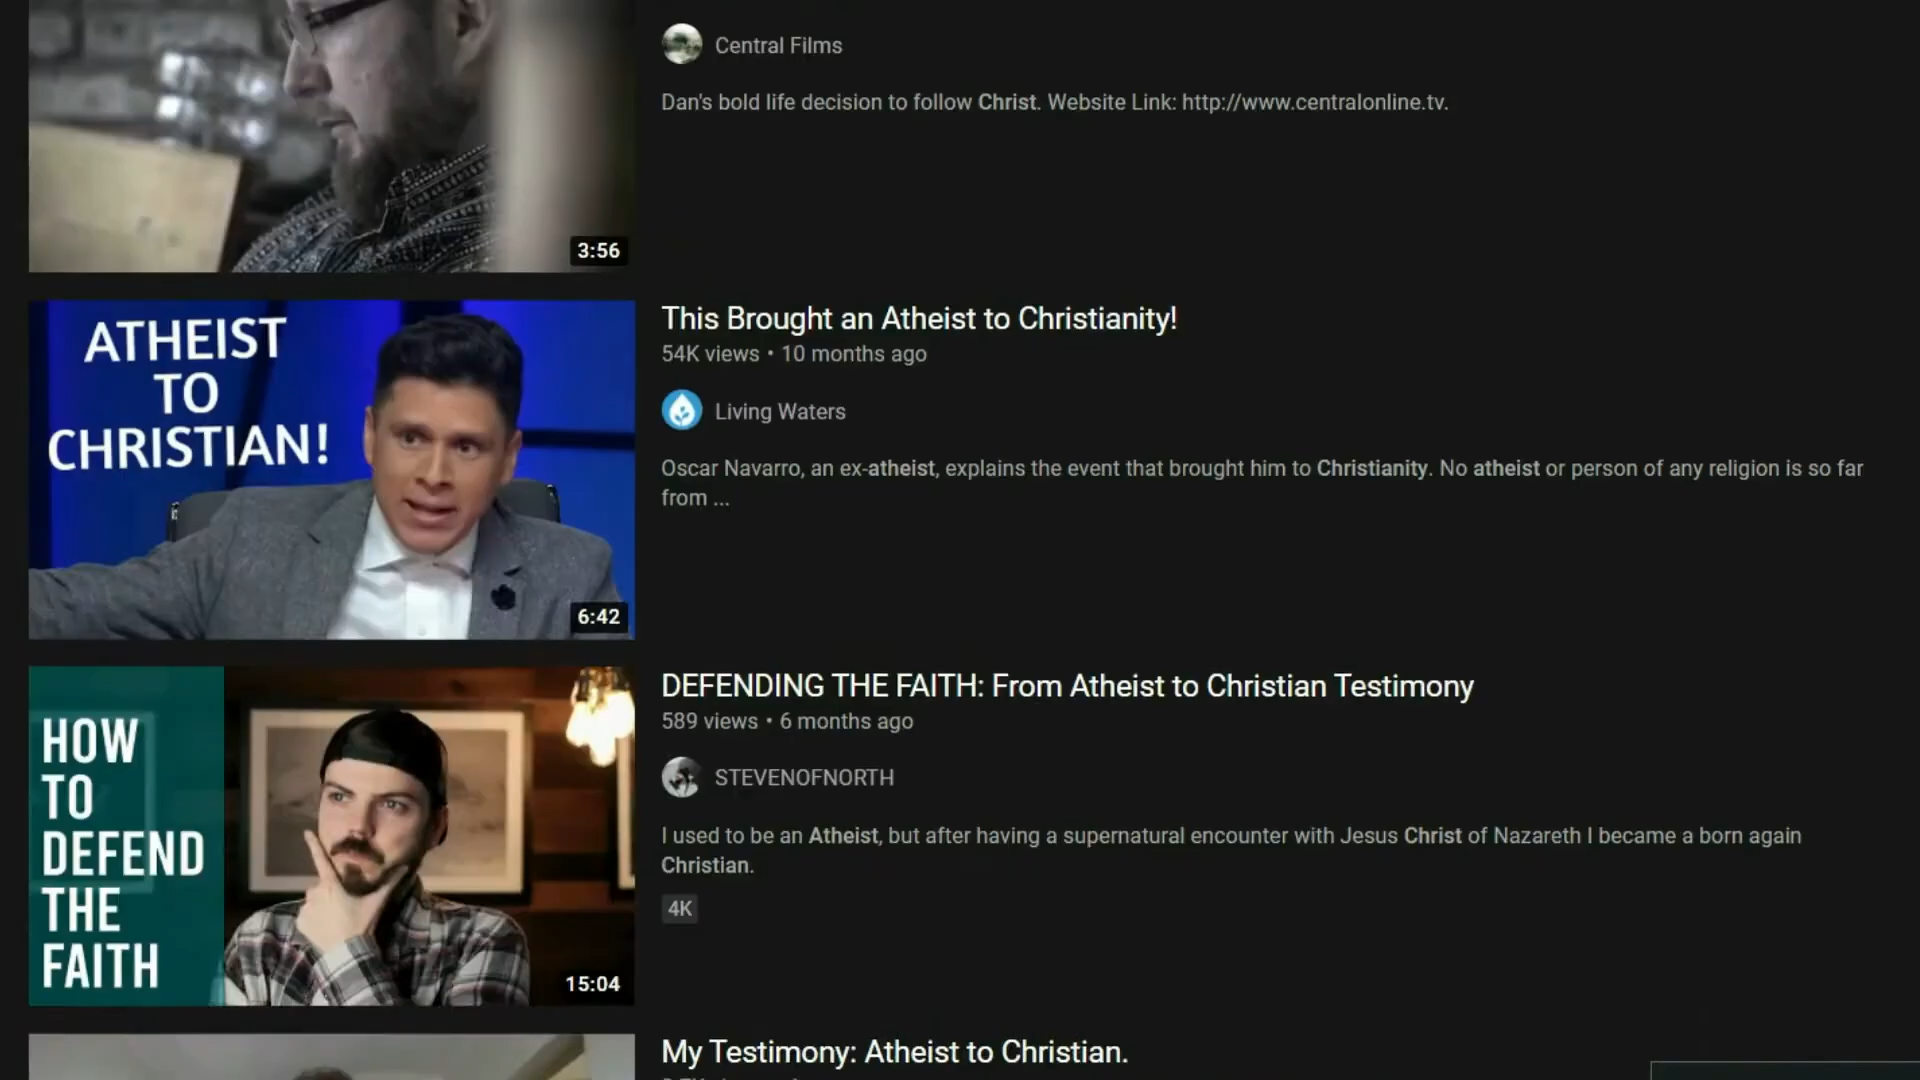 Central Films
Dan's bold life decision to follow Christ. Website Link: http://www.centralonline.tv.
3:56
ATHEIST
TO
CHRISTIAN!
6:42
This Brought an Atheist to Christianity!
54K views • 10 months ago
Living Waters
Oscar Navarro, an ex-atheist, explains the event that brought him to Christianity. No atheist or person of any religion is so far
from ...
HOW
TO
DEFEND
THE
FAITH
15:04
DEFENDING THE FAITH: From Atheist to Christian Testimony
589 views • 6 months ago
STEVENOFNORTH
I used to be an Atheist, but after having a supernatural encounter with Jesus Christ of Nazareth I became a born again
Christian.
4K
My Testimony: Atheist to Christian.